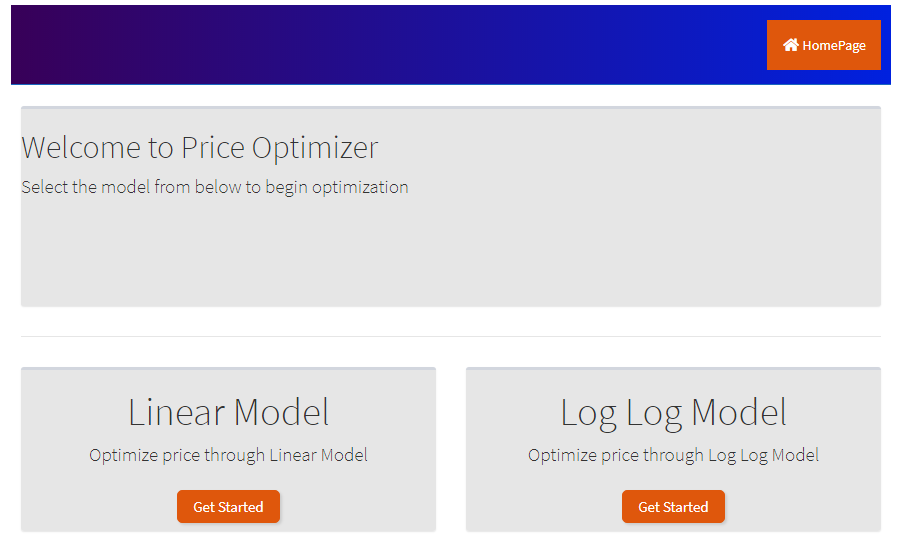 HomePage
Welcome to Price Optimizer
Select the model from below to begin optimization
Linear Model
Optimize price through Linear Model
Get Started
Log Log Model
Optimize price through Log Log Model
Get Started